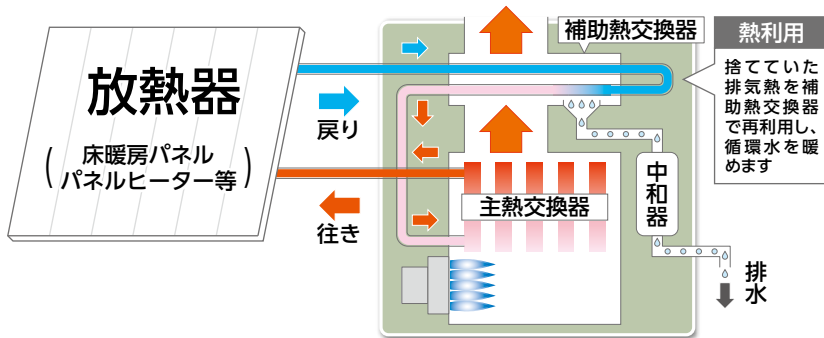 放熱器
(床暖房パネル
パネルヒーター等)
戻り
往き
補助熱交換器
主熱交換器
中和器
排水
熱利用
捨てていた
排気熱を補
助熱交換器
で再利用し、
循環水を暖
めます